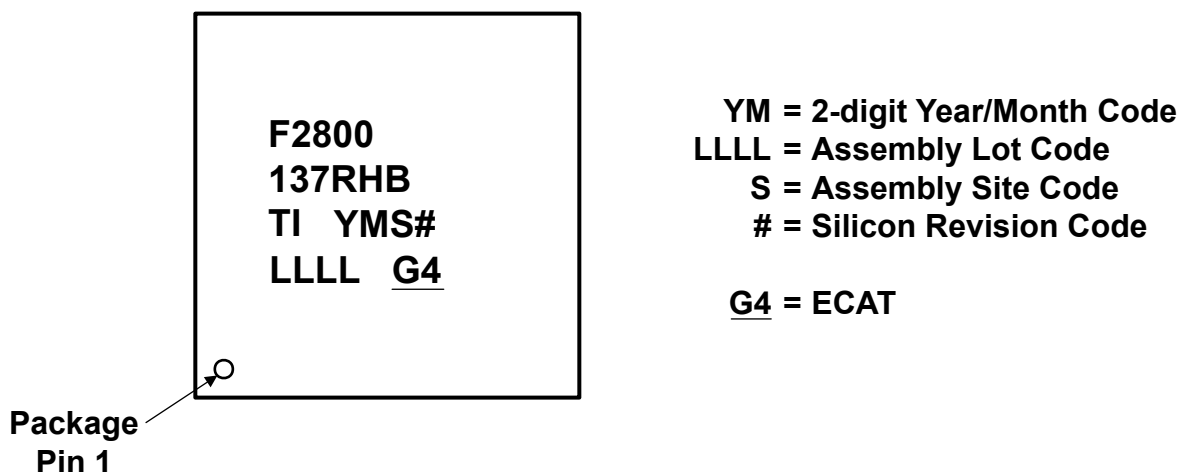 F2800
137RHB
TI YMS#
LLLL G4
Package
Pin 1
YM = 2-digit Year/Month Code
LLLL = Assembly Lot Code
S = Assembly Site Code
# = Silicon Revision Code
G4 = ECAT